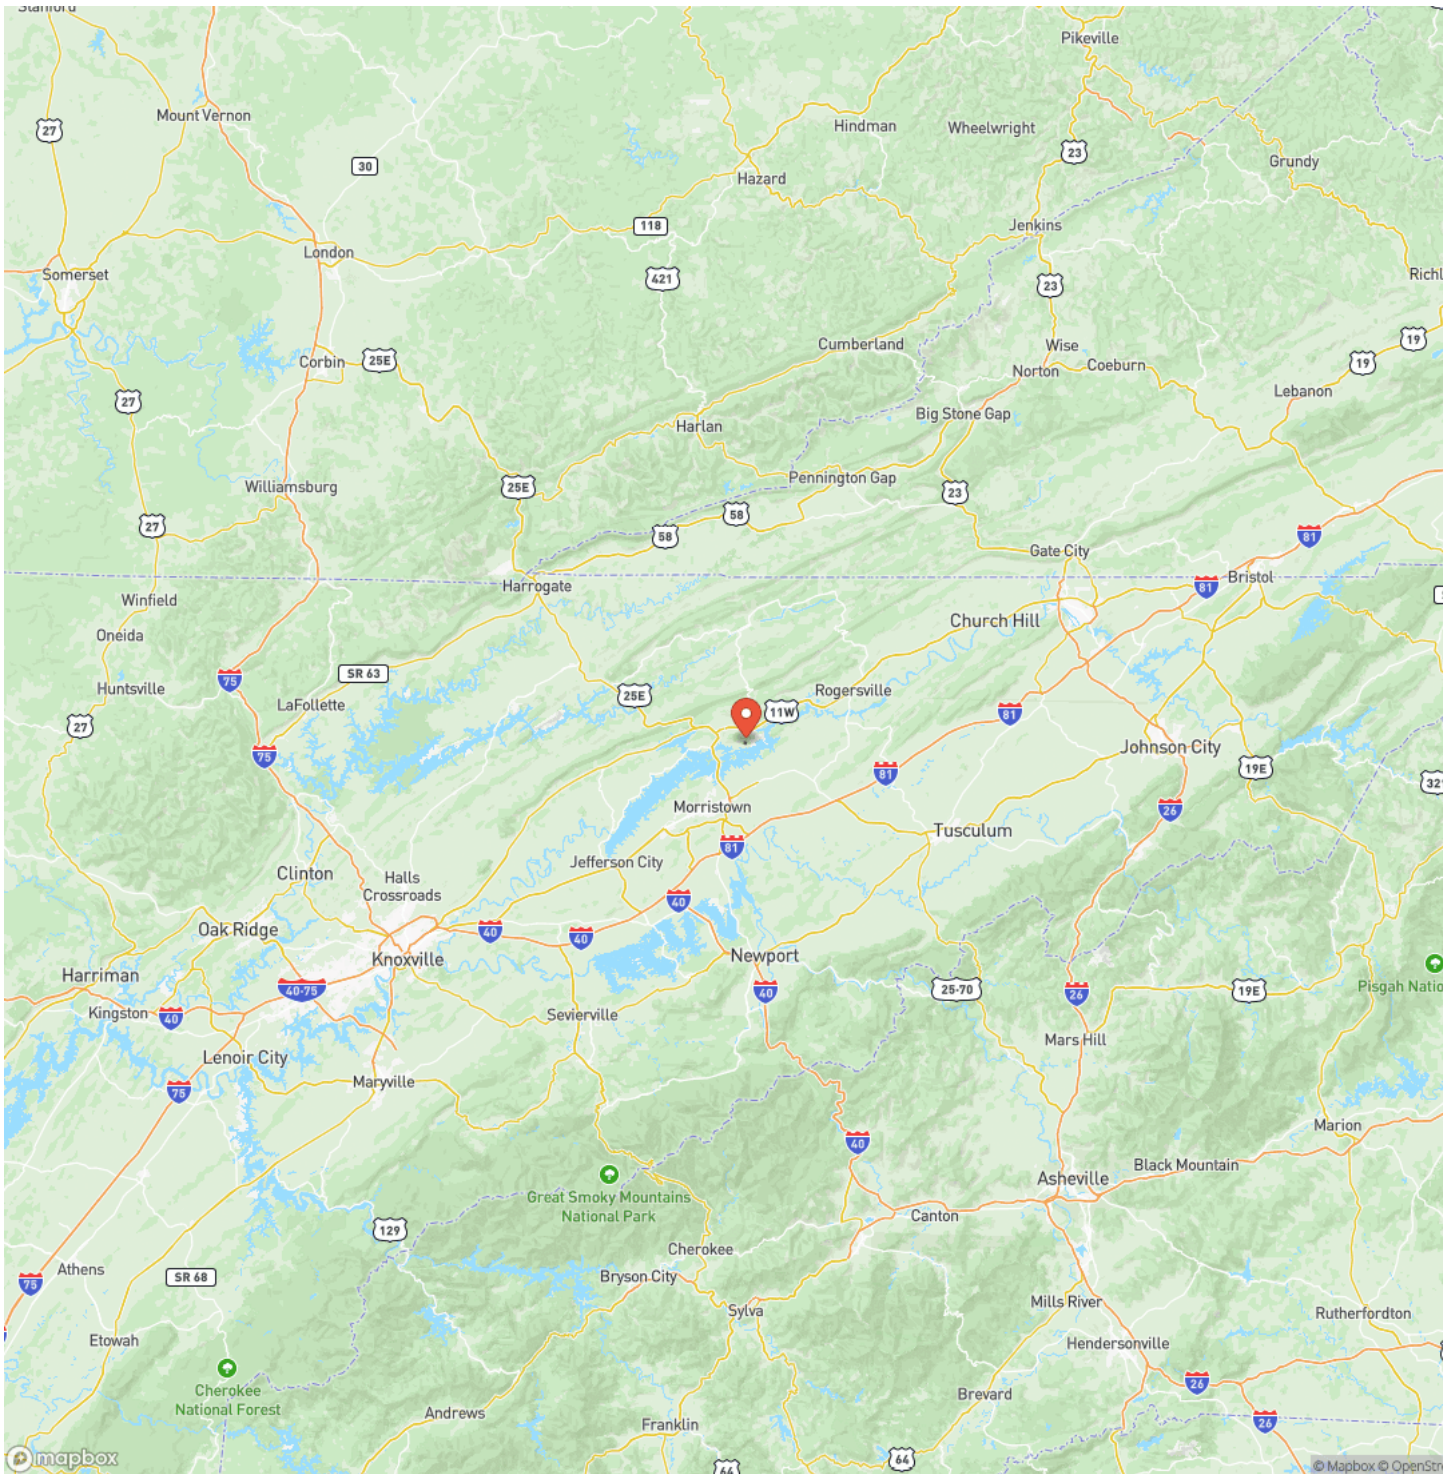 Stanford
Pikeville
Mount Vernon
27
Hindman
Wheelwright
23
Grundy
30
Hazard
118
Jenkins
London
Somerset
421
23
Richl
Cumberland
Wise
19
19
Corbin
25E
Norton
Coeburn
Lebanon
27
Big Stone Gap
Harlan
Pennington Gap
Williamsburg
25E
23
58
58
27
81
Gate City
Bristol
Harrogate
81
Winfield
Church Hill
Oneida
SR 63
75
Huntsville
25E
Rogersville
LaFollette
11W
81
27
75
Johnson City
19E
81
321
Morristown
26
Tusculum
81
Jefferson City
Clinton
Halls
Crossroads
40
Oak Ridge
40
40
Knoxville
Newport
Harriman
40-75
40
25-70
26
19E
Pisgah Natio
Kingston
40
Sevierville
Mars Hill
Lenoir City
Maryville
75
Marion
40
Black Mountain
Asheville
Great Smoky Mountains
National Park
129
Canton
Cherokee
Athens
SR 68
75
Bryson City
Sylva
Mills River
Rutherfordton
Etowah
Hendersonville
26
Cherokee
National Forest
Brevard
Andrews
Franklin
26
64
64
mapbox
© Mapbox © OpenStre